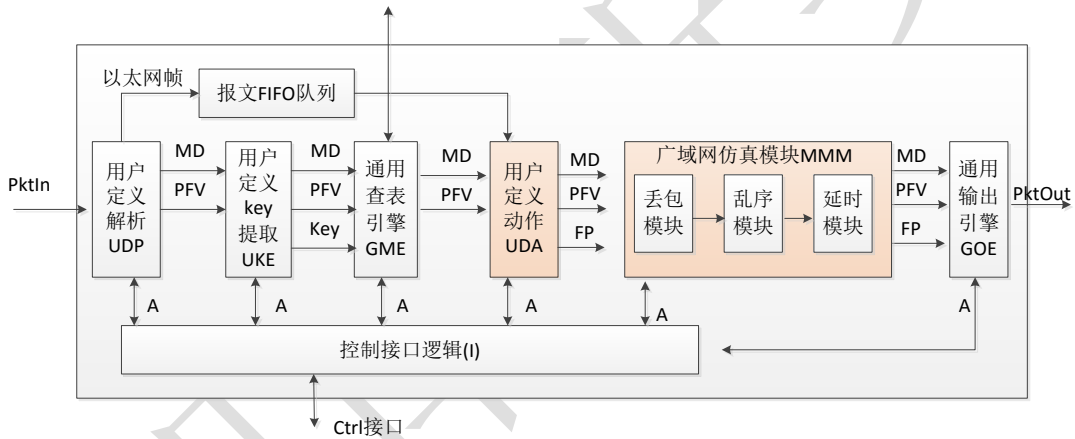 以太网帧
报文FIFO队列
PktIn
用户
定义
解析
UDP
MD
PFV
用户
定义
key
提取
UKE
MD
PFV
Key
通用
查表
引擎
GME
MD
PFV
用户
定义
动作
UDA
MD
PFV
FP
广域网仿真模块MMM
丢包
模块
乱序
模块
延时
模块
MD
PFV
FP
通用
输出
引擎
GOE
PktOut
A
A
A
A
A
A
控制接口逻辑(I)
Ctrl接口